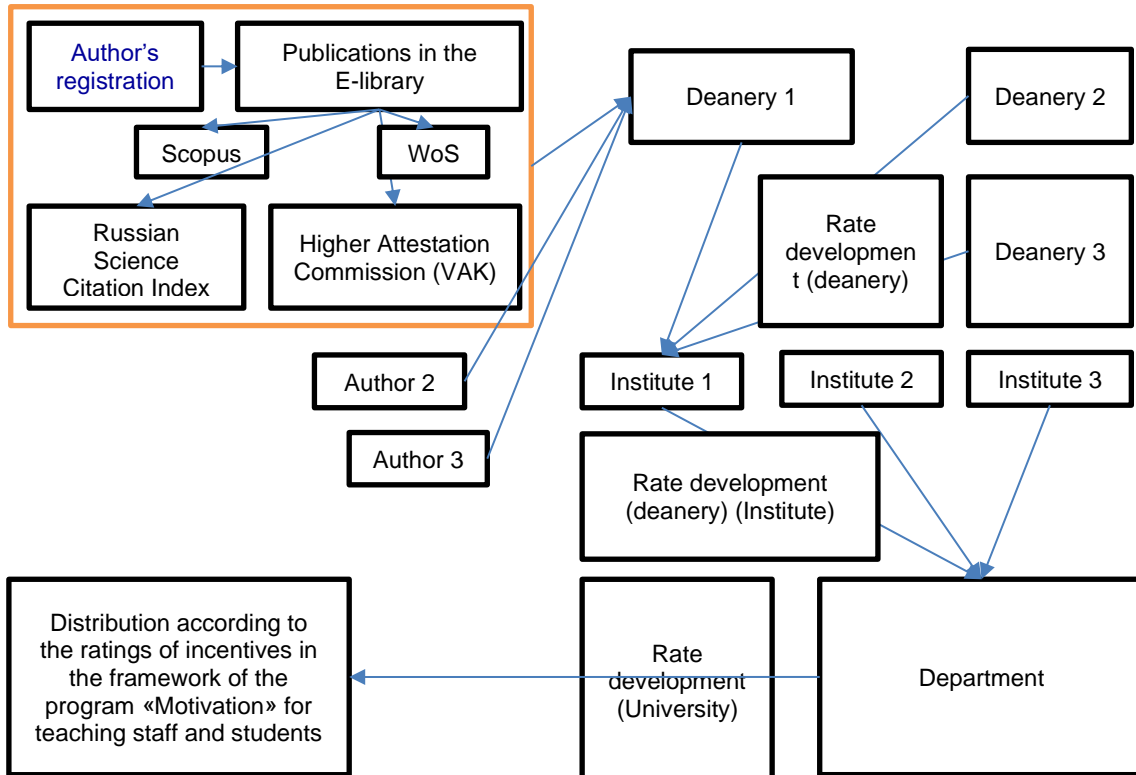 Author's
registration
Publications in the
E-library
Deanery 1
Deanery 2
Scopus
WoS
Russian
Science
Citation Index
Higher Attestation
Commission (VAK)
Rate
developmen
t (deanery)
Deanery 3
Author 2
Institute 1
Institute 2
Institute 3
Author 3
Rate development
(deanery) (Institute)
Distribution according to
the ratings of incentives in
the framework of the
program «Motivation» for
teaching staff and students
Rate
development
(University)
Department